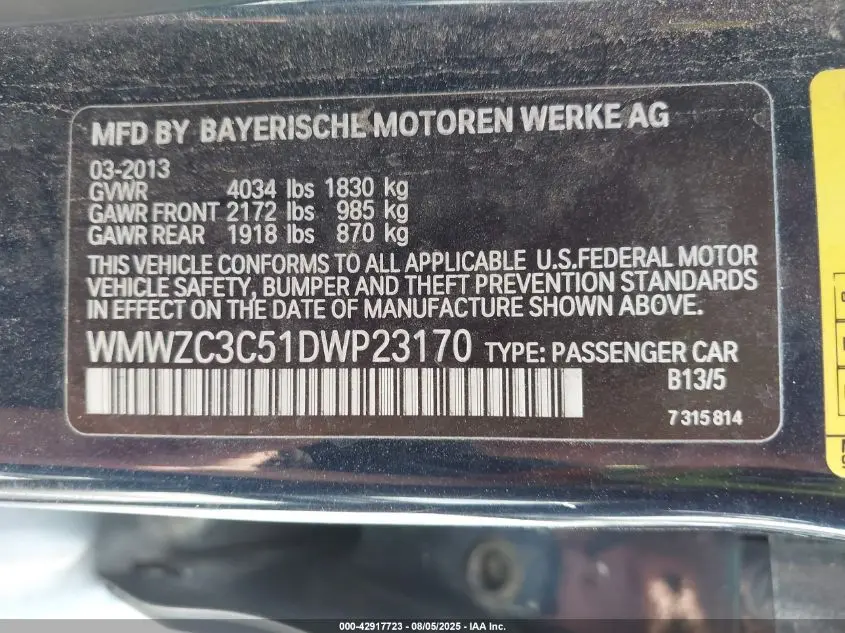 MFD BY BAYERISCHE MOTOREN WERKE AG
03-2013
GVWR 4034 lbs 1830 kg
GAWR FRONT 2172 lbs 985 kg
GAWR REAR 1918 lbs 870 kg
THIS VEHICLE CONFORMS TO ALL APPLICABLE U.S.FEDERAL MOTOR
VEHICLE SAFETY, BUMPER AND THEFT PREVENTION STANDARDS
IN EFFECT ON THE DATE OF MANUFACTURE SHOWN ABOVE.
WMWZC3C51DWP23170 TYPE: PASSENGER CAR
B13/5
7 315 814
000-42917723 - 08/05/2025 - IAA Inc.